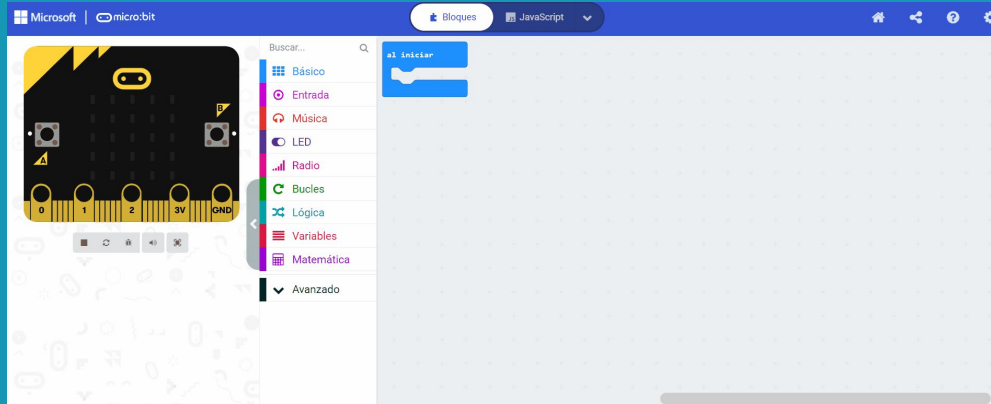 Microsoft | micro:bit
Bloques
JavaScript
Buscar...
Básico
Entrada
Música
LED
Radio
Bucles
Lógica
Variables
Matemática
Avanzado
al iniciar
B
A
0 1 2 3V GND